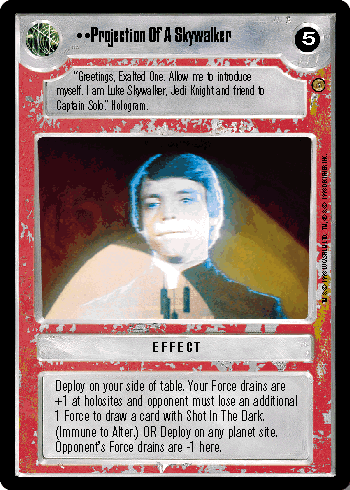 ••Projection Of A Skywalker
5
"Greetings, Exalted One. Allow me to introduce
myself. I am Luke Skywalker, Jedi Knight and friend to
Captain Solo." Hologram.
EFFECT
Deploy on your side of table. Your Force drains are
+1 at holosites and opponent must lose an additional
1 Force to draw a card with Shot In The Dark.
(Immune to Alter.) OR Deploy on any planet site.
Opponent's Force drains are -1 here.